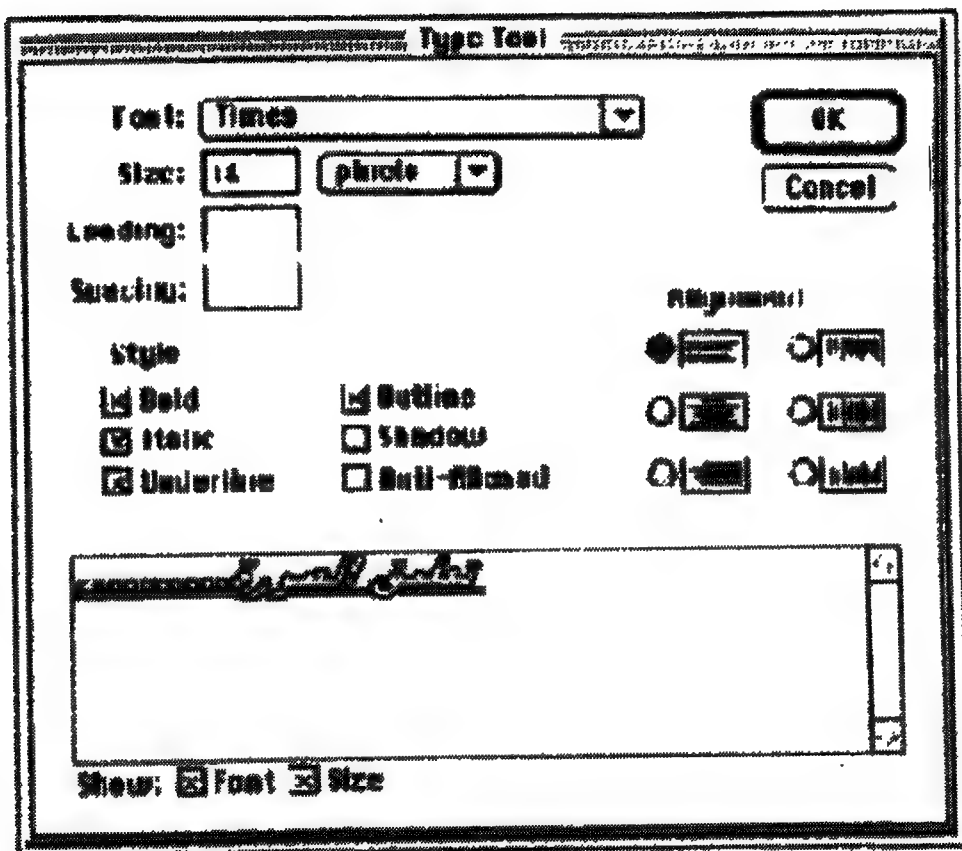 Type Tool
Font: Times
OK
Size: pixels
Cancel
Leading:
Spacing:
Alignment
Style
Bold
Outline
Italic
Shadow
Underline
Anti-Aliased
Show: Font Size